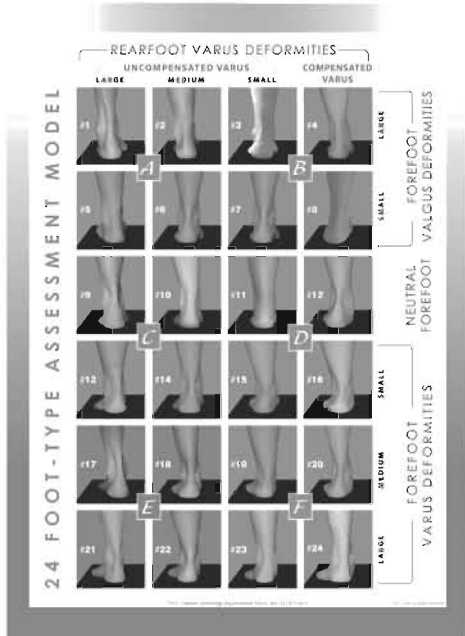 REARFOOT VARUS DEFORMITIES
UNCOMPENSATED VARUS
COMPENSATED
VARUS
LARGE
MEDIUM
SMALL
24 FOOT-TYPE ASSESSMENT MODEL
#1 #2 #3 #4
A B
LARGE
#5 #6 #7 #8
SMALL
FOREFOOT
VALGUS DEFORMITIES
#9 #10 #11 #12
C D
NEUTRAL
FOREFOOT
#12 #14 #15 #16
SMALL
#17 #18 #19 #20
MEDIUM
E F
#21 #22 #23 #24
LARGE
FOREFOOT
VARUS DEFORMITIES